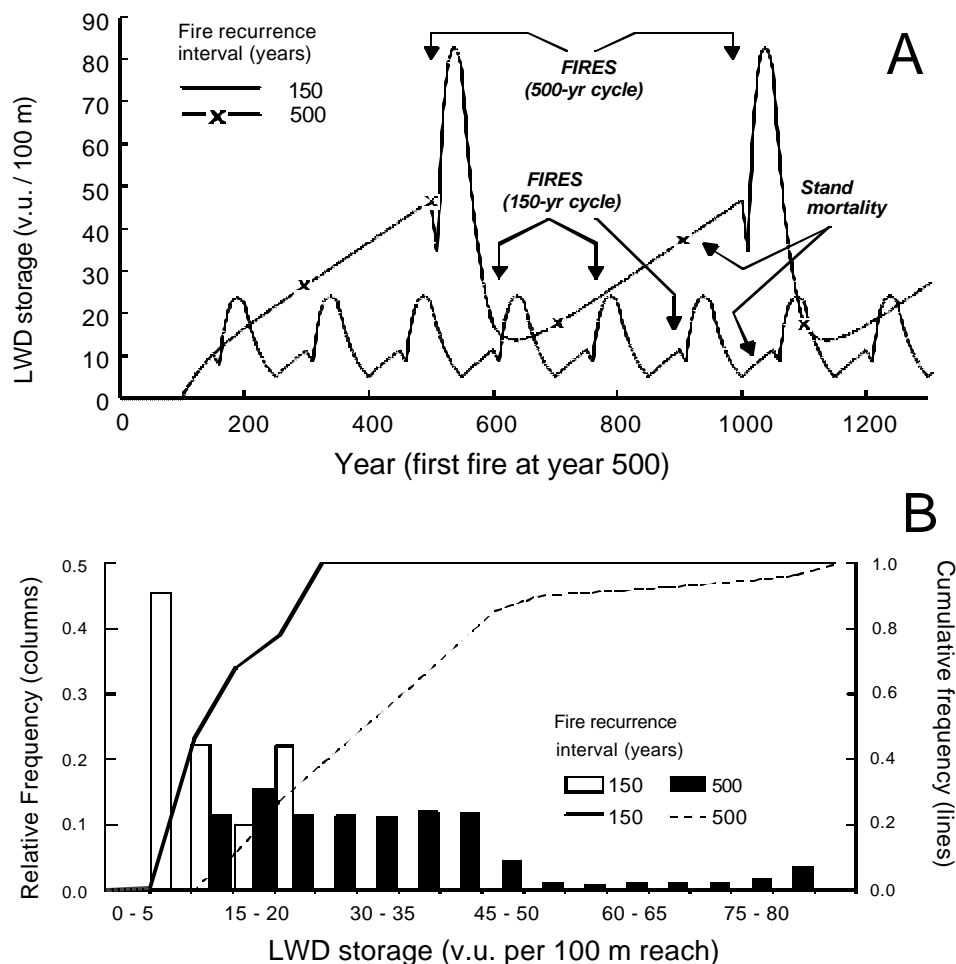 A
Fire recurrence
interval (years)
150
500
FIRES
(500-yr cycle)
FIRES
(150-yr cycle)
Stand
mortality
LWD storage (v.u. / 100 m)
90
80
70
60
50
40
30
20
10
0
0 200 400 600 800 1000 1200
Year (first fire at year 500)
B
Relative Frequency (columns)
0.5
0.4
0.3
0.2
0.1
0.0
Cumulative frequency (lines)
1.0
0.8
0.6
0.4
0.2
0.0
Fire recurrence
interval (years)
150 500
150 500
0 - 5 15 - 20 30 - 35 45 - 50 60 - 65 75 - 80
LWD storage (v.u. per 100 m reach)